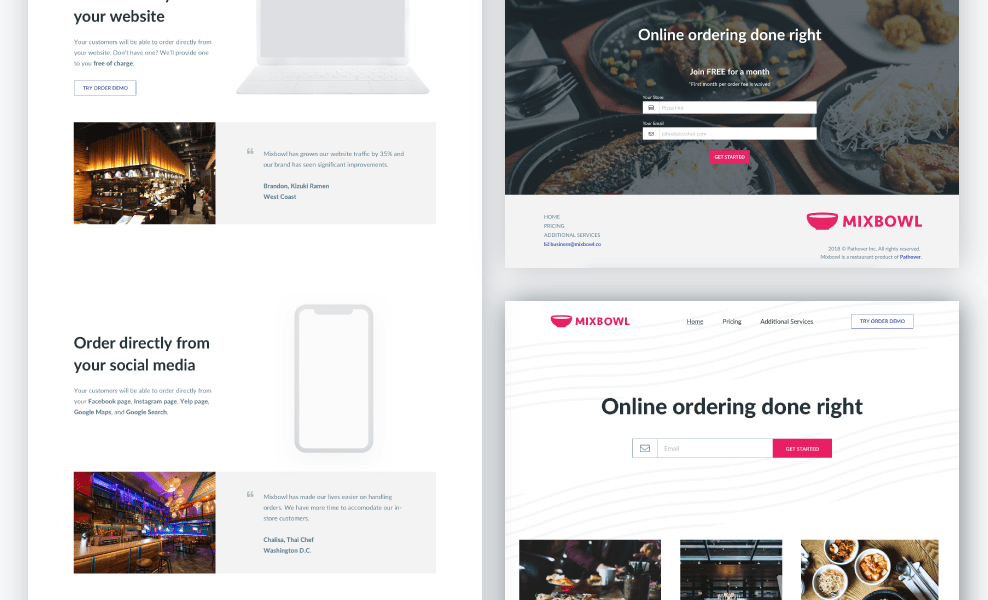 your website
Your customers will be able to order directly from
your website. Don't have one? We'll provide one
to you free of charge.
TRY ORDER DEMO
“
Mixbowl has grown our website traffic by 35% and
our brand has seen significant improvements.
Brandon, Kizuki Ramen
West Coast
Order directly from
your social media
Your customers will be able to order directly from
your Facebook page, Instagram page, Yelp page,
Google Maps, and Google Search.
“
Mixbowl has made our lives easier on handling
orders. We have more time to accomodate our in-
store customers.
Chalisa, Thai Chef
Washington D.C.
Online ordering done right
Join FREE for a month
*First month per order fee is waived
Your Store
Pizza Hut
Your Email
GET STARTED
HOME
PRICING
ADDITIONAL SERVICES
MIXBOWL
2018 © Pathover Inc. All rights reserved.
Mixbowl is a restaurant product of Pathover.
MIXBOWL
Home
Pricing
Additional Services
TRY ORDER DEMO
Online ordering done right
Email
GET STARTED